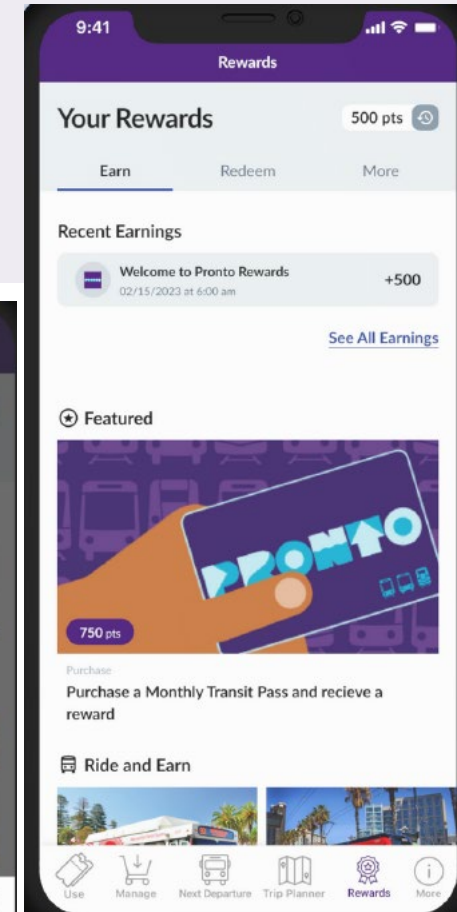 9:41
Rewards
Your Rewards
500 pts
Earn Redeem More
Recent Earnings
Welcome to Pronto Rewards
02/15/2023 at 6:00 am
+500
See All Earnings
Featured
PRONTO
750 pts
Purchase
Purchase a Monthly Transit Pass and recieve a
reward
Ride and Earn
Use Manage Next Departure Trip Planner Rewards More